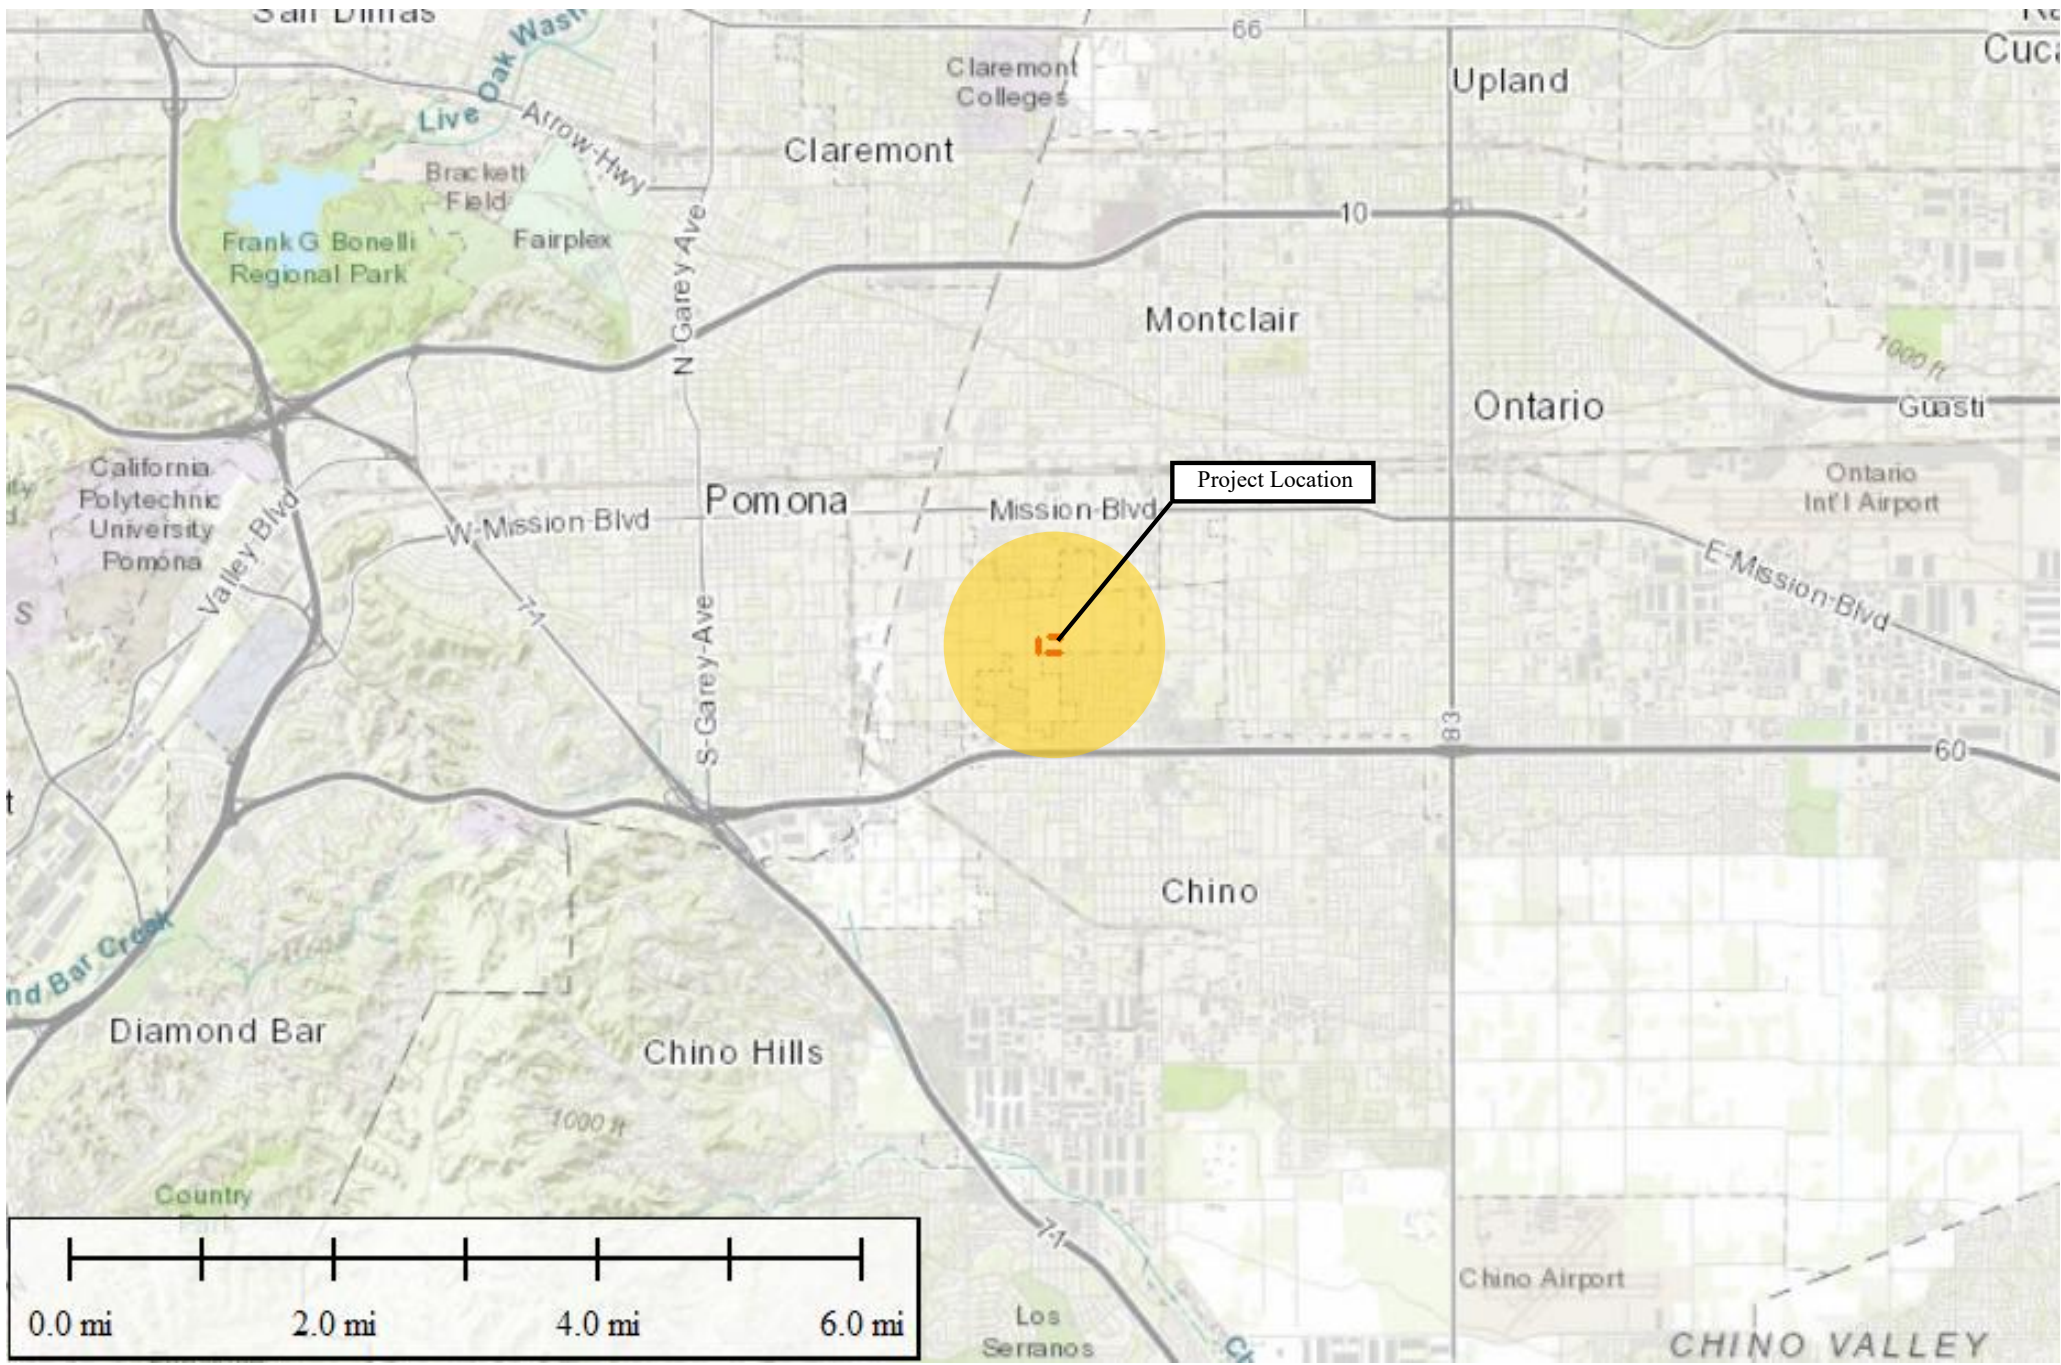 San Dimas
Live Oak Wash
66
Claremont
Colleges
Upland
Cuca
Arrow-Hwy
Claremont
Brackett
Field
Frank G Bonelli
Regional Park
Fairplex
N Garey Ave
10
Montclair
1000 ft
Guasti
Ontario
California
Polytechnic
University
Pomona
Valley Blvd
Project Location
Ontario
Int'l Airport
Pomona
W-Mission-Blvd
Mission-Blvd
E-Mission-Blvd
S
71
S-Garey-Ave
83
60
t
Chino
nd Bar Creek
Diamond Bar
Chino Hills
1000 ft
Country
71
Chino Airport
0.0 mi 2.0 mi 4.0 mi 6.0 mi
Los
Serranos
Ch
CHINO VALLEY